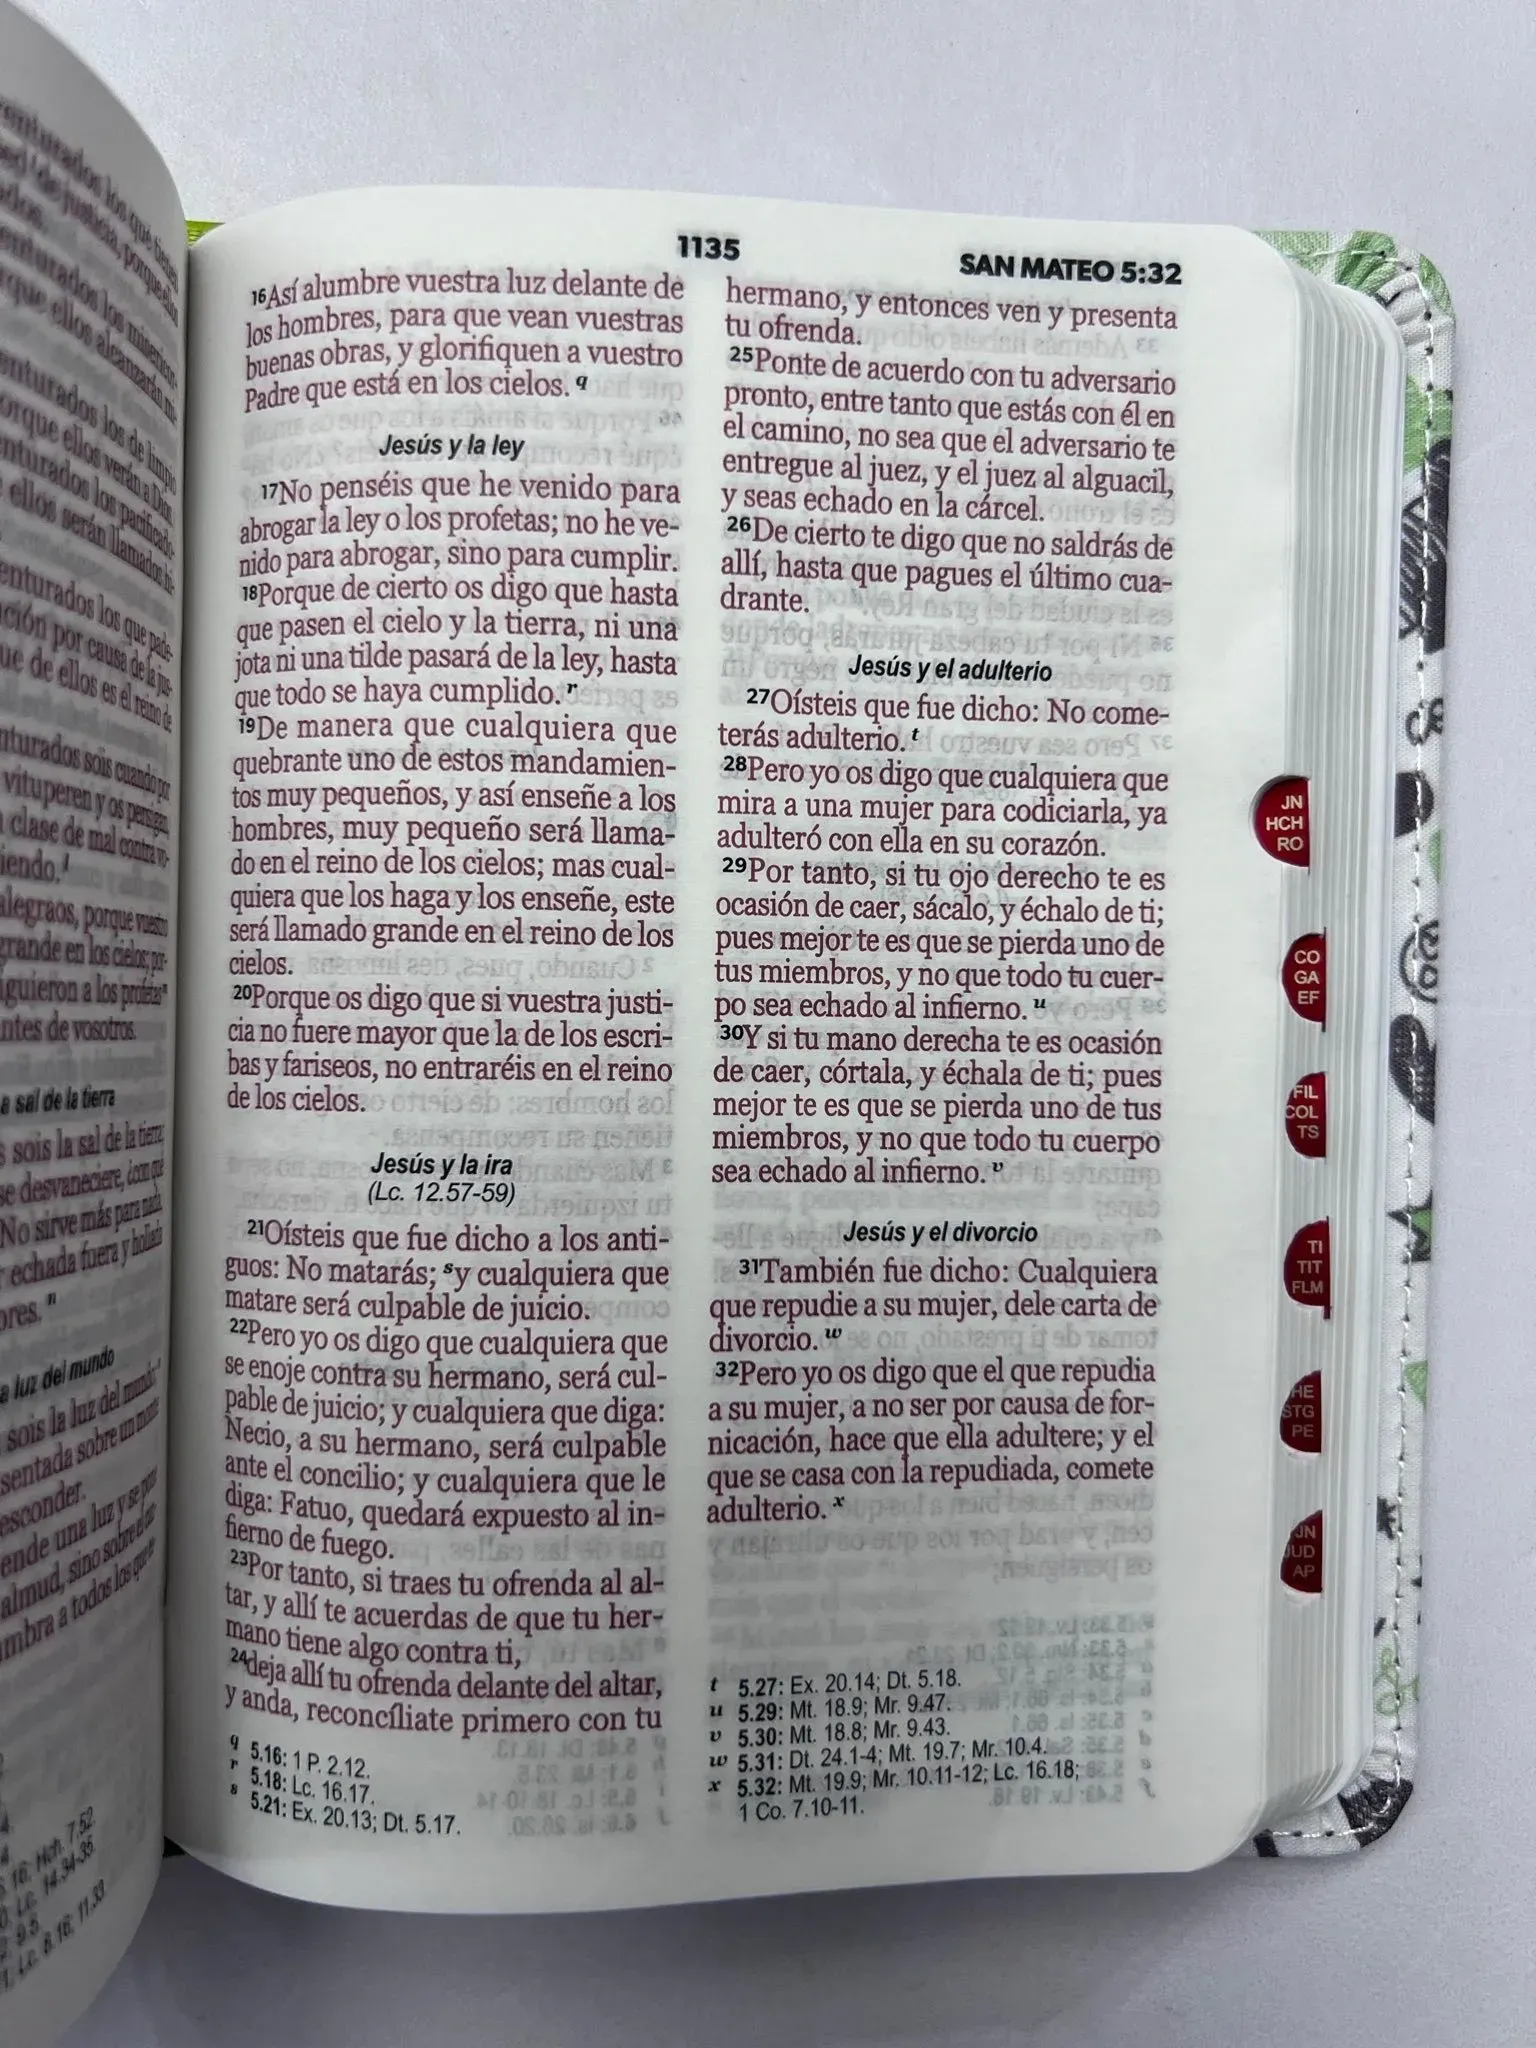 1135
SAN MATEO 5:32
16Así alumbre vuestra luz delante de
los hombres, para que vean vuestras
buenas obras, y glorifiquen a vuestro
Padre que está en los cielos. q
Jesús y la ley
17No penséis que he venido para
abrogar la ley o los profetas; no he ve-
nido para abrogar, sino para cumplir.
18Porque de cierto os digo que hasta
que pasen el cielo y la tierra, ni una
jota ni una tilde pasará de la ley, hasta
que todo se haya cumplido. r
19De manera que cualquiera que
quebrante uno de estos mandamien-
tos muy pequeños, y así enseñe a los
hombres, muy pequeño será llama-
do en el reino de los cielos; mas cual-
quiera que los haga y los enseñe, este
será llamado grande en el reino de los
cielos.
20Porque os digo que si vuestra justi-
cia no fuere mayor que la de los escri-
bas y fariseos, no entraréis en el reino
de los cielos.
Jesús y la ira
(Lc. 12.57-59)
21Oísteis que fue dicho a los anti-
guos: No matarás; sy cualquiera que
matare será culpable de juicio.
22Pero yo os digo que cualquiera que
se enoje contra su hermano, será cul-
pable de juicio; y cualquiera que diga:
Necio, a su hermano, será culpable
ante el concilio; y cualquiera que le
diga: Fatuo, quedará expuesto al in-
fierno de fuego.
23Por tanto, si traes tu ofrenda al al-
tar, y allí te acuerdas de que tu her-
mano tiene algo contra ti,
24deja allí tu ofrenda delante del altar,
y anda, reconcíliate primero con tu
q 5.16: 1 P. 2.12.
r 5.18: Lc. 16.17.
s 5.21: Ex. 20.13; Dt. 5.17.
hermano, y entonces ven y presenta
tu ofrenda.
25Ponte de acuerdo con tu adversario
pronto, entre tanto que estás con él en
el camino, no sea que el adversario te
entregue al juez, y el juez al alguacil,
y seas echado en la cárcel.
26De cierto te digo que no saldrás de
allí, hasta que pagues el último cua-
drante.
Jesús y el adulterio
27Oísteis que fue dicho: No come-
terás adulterio. t
28Pero yo os digo que cualquiera que
mira a una mujer para codiciarla, ya
adulteró con ella en su corazón.
29Por tanto, si tu ojo derecho te es
ocasión de caer, sácalo, y échalo de ti;
pues mejor te es que se pierda uno de
tus miembros, y no que todo tu cuer-
po sea echado al infierno. u
30Y si tu mano derecha te es ocasión
de caer, córtala, y échala de ti; pues
mejor te es que se pierda uno de tus
miembros, y no que todo tu cuerpo
sea echado al infierno. v
Jesús y el divorcio
31También fue dicho: Cualquiera
que repudie a su mujer, dele carta de
divorcio. w
32Pero yo os digo que el que repudia
a su mujer, a no ser por causa de for-
nicación, hace que ella adultere; y el
que se casa con la repudiada, comete
adulterio. x
t 5.27: Ex. 20.14; Dt. 5.18.
u 5.29: Mt. 18.9; Mr. 9.47.
v 5.30: Mt. 18.8; Mr. 9.43.
w 5.31: Dt. 24.1-4; Mt. 19.7; Mr. 10.4.
x 5.32: Mt. 19.9; Mr. 10.11-12; Lc. 16.18;
1 Co. 7.10-11.
JN
HCH
RO
CO
GA
EF
FIL
COL
TS
TI
TIT
FLM
HE
STG
PE
JN
JUD
AP